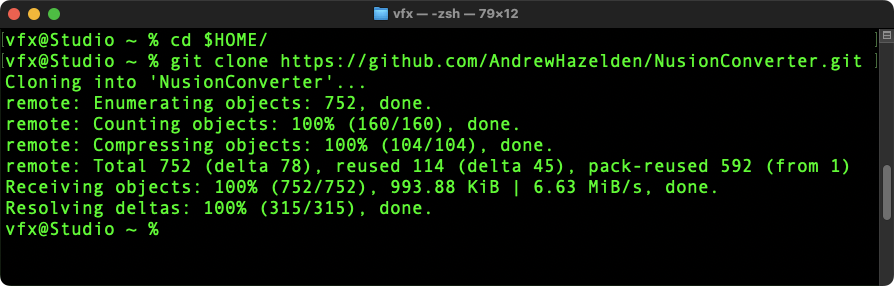 vfx — -zsh — 79×12
[vfx@Studio ~ % cd $HOME/ ]
[vfx@Studio ~ % git clone https://github.com/AndrewHazelden/NusionConverter.git ]
Cloning into 'NusionConverter'...
remote: Enumerating objects: 752, done.
remote: Counting objects: 100% (160/160), done.
remote: Compressing objects: 100% (104/104), done.
remote: Total 752 (delta 78), reused 114 (delta 45), pack-reused 592 (from 1)
Receiving objects: 100% (752/752), 993.88 KiB | 6.63 MiB/s, done.
Resolving deltas: 100% (315/315), done.
vfx@Studio ~ %